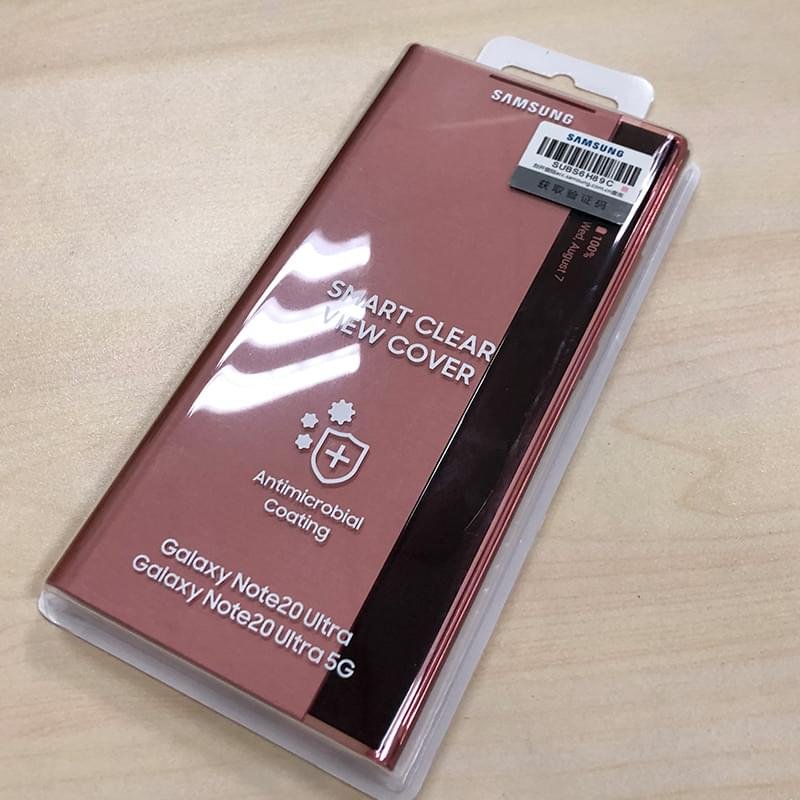 SAMSUNG
SAMSUNG
SUBS6H89C
获取验证码
100%
Wed, August 7
SMART CLEAR
VIEW COVER
Antimicrobial
Coating
Galaxy Note20 Ultra
Galaxy Note20 Ultra 5G